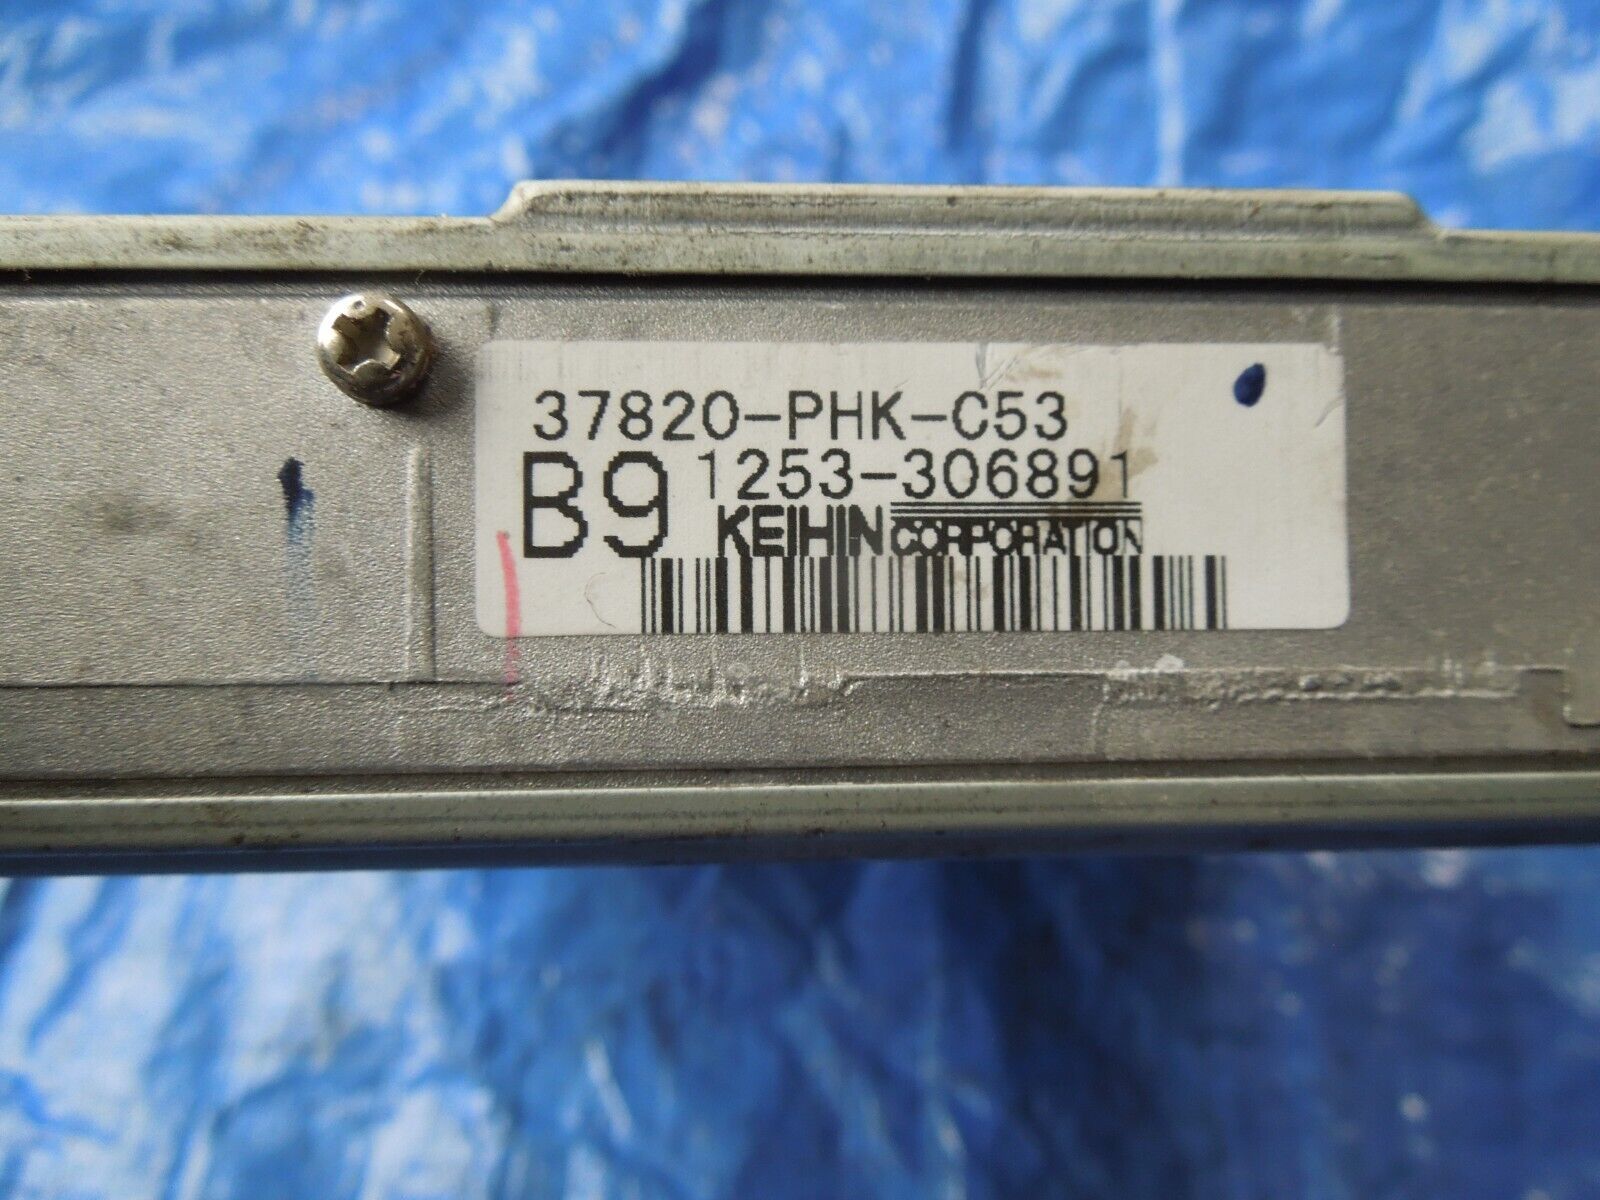 37820-PHK-C53
B9 1253-306891
KEIHIN CORPORATION